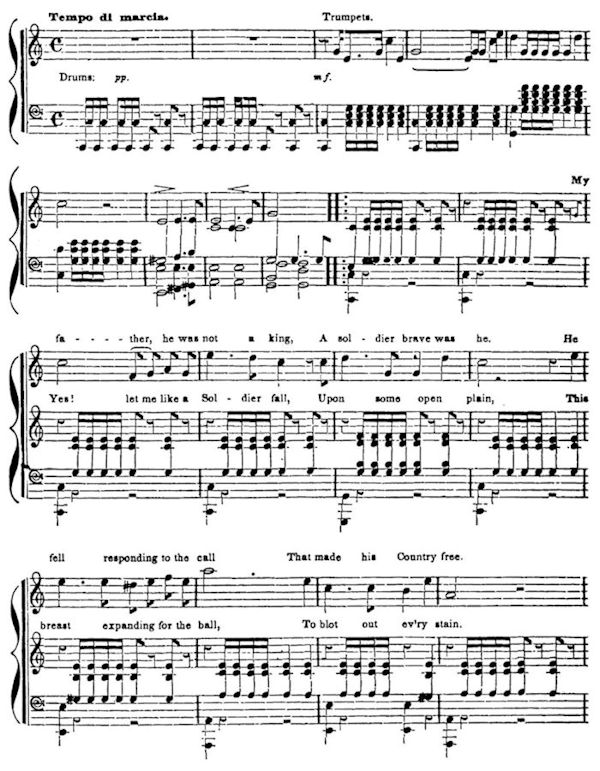 Tempo di marcia. Trumpets.
Drums: pp. mf.
My
fa - - - - ther, he was not a king, A sol - dier brave was he. He
Yes! let me like a Sol - dier fall, Upon some open plain, This
fell responding to the call That made his Country free.
breast expanding for the ball, To blot out ev'ry stain.